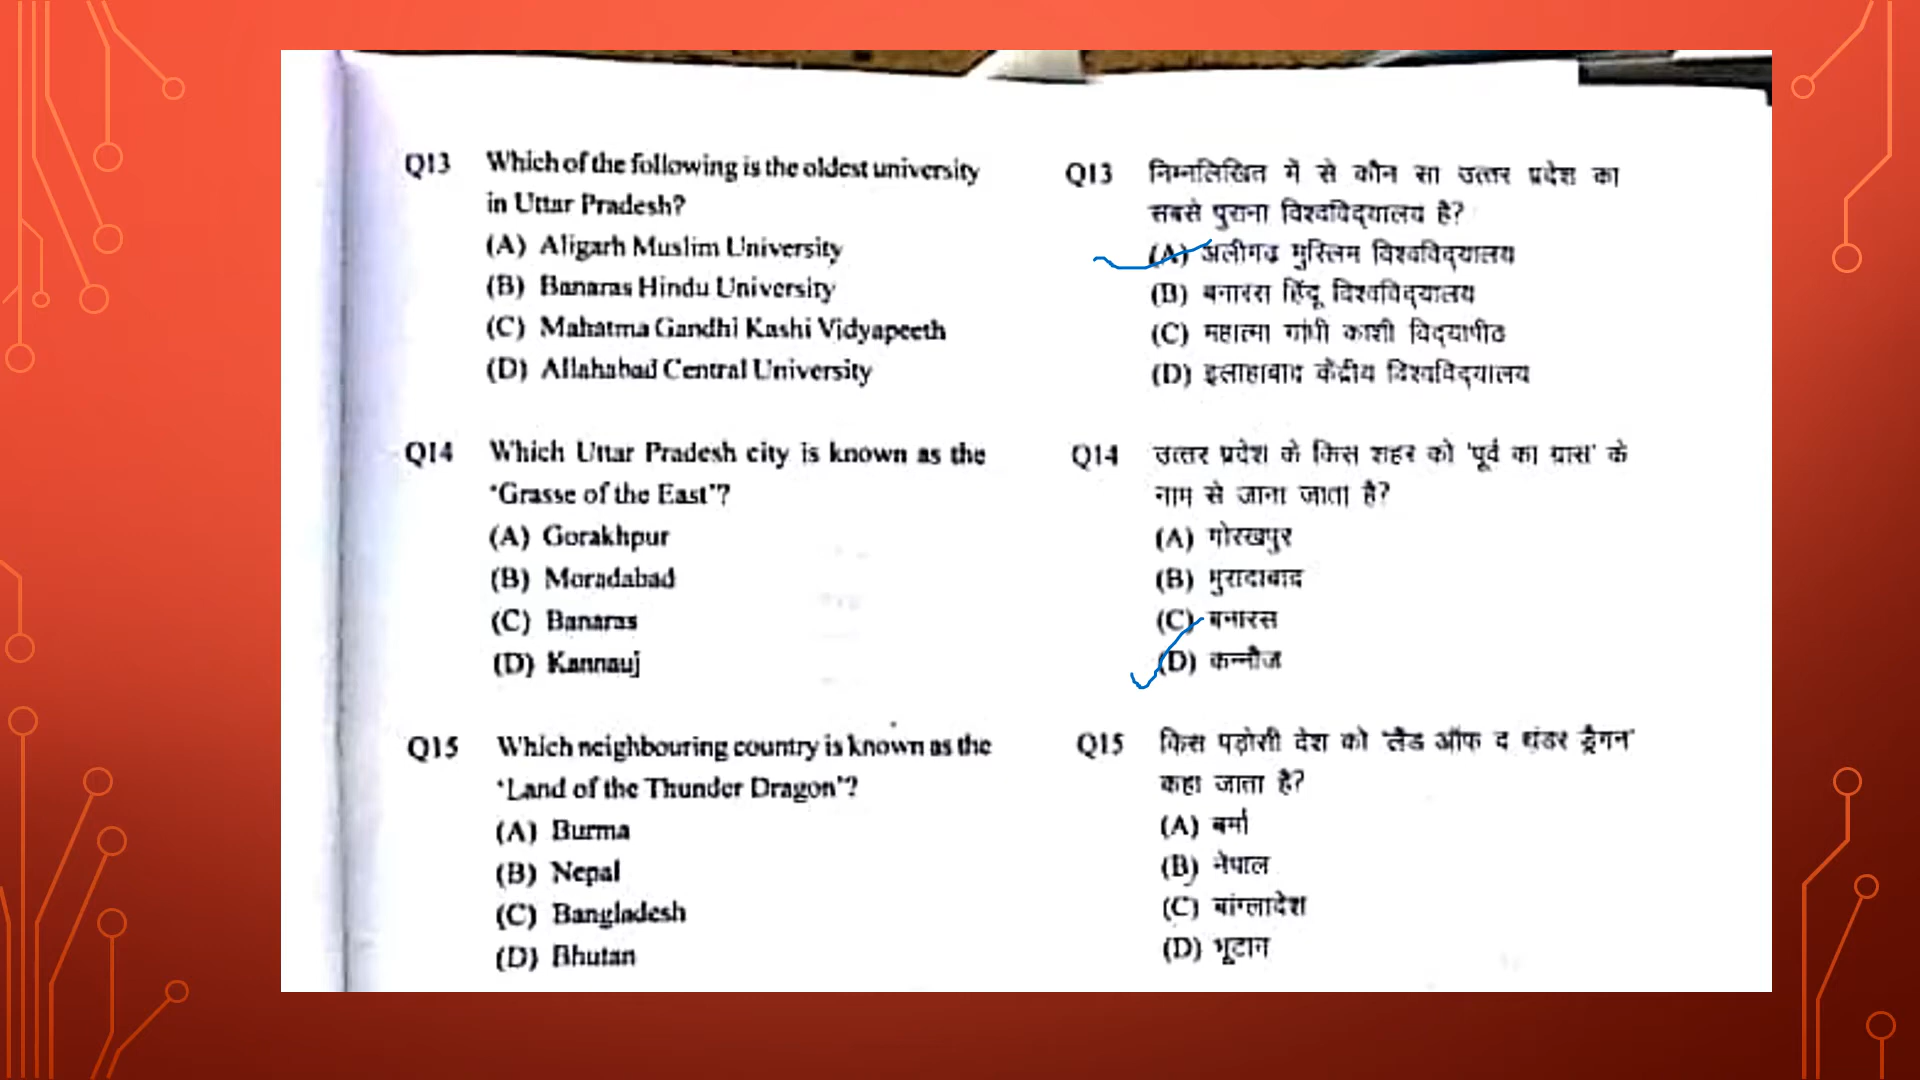 Q13 Which of the following is the oldest university
in Uttar Pradesh?
(A) Aligarh Muslim University
(B) Banaras Hindu University
(C) Mahatma Gandhi Kashi Vidyapeeth
(D) Allahabad Central University
Q14 Which Uttar Pradesh city is known as the
'Grasse of the East'?
(A) Gorakhpur
(B) Moradabad
(C) Banaras
(D) Kannauj
Q15 Which neighbouring country is known as the
'Land of the Thunder Dragon'?
(A) Burma
(B) Nepal
(C) Bangladesh
(D) Bhutan
Q13 निम्नलिखित में से कौन सा उत्तर प्रदेश का
सबसे पुराना विश्वविद्यालय है?
(A) अलीगढ़ मुस्लिम विश्वविद्यालय
(B) बनारस हिंदू विश्वविद्यालय
(C) महात्मा गांधी काशी विद्यापीठ
(D) इलाहाबाद केंद्रीय विश्वविद्यालय
Q14 उत्तर प्रदेश के किस शहर को 'पूर्व का ग्रास' के
नाम से जाना जाता है?
(A) गोरखपुर
(B) मुरादाबाद
(C) बनारस
(D) कन्नौज
Q15 किस पड़ोसी देश को 'लैंड ऑफ द थंडर ड्रैगन'
कहा जाता है?
(A) बर्मा
(B) नेपाल
(C) बांग्लादेश
(D) भूटान